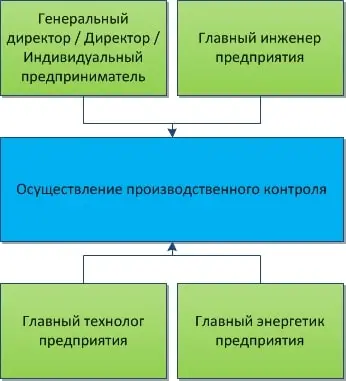 Генеральный
директор / Директор /
Индивидуальный
предприниматель
Главный инженер
предприятия
Осуществление производственного контроля
Главный технолог
предприятия
Главный энергетик
предприятия